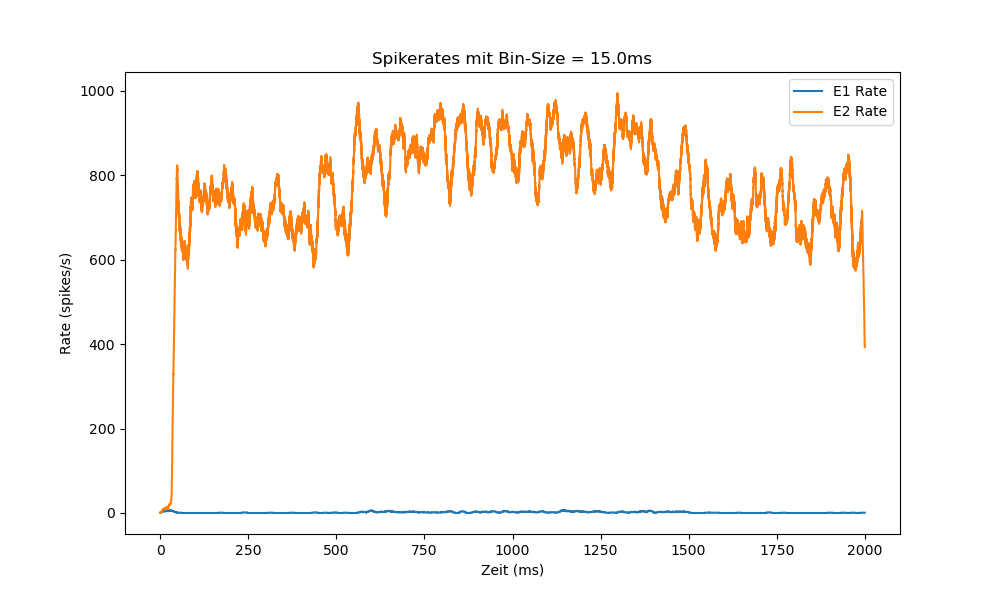 Spikerates mit Bin-Size = 15.0ms
E1 Rate
E2 Rate
1000
800
600
400
200
0
Rate (spikes/s)
0 250 500 750 1000 1250 1500 1750 2000
Zeit (ms)